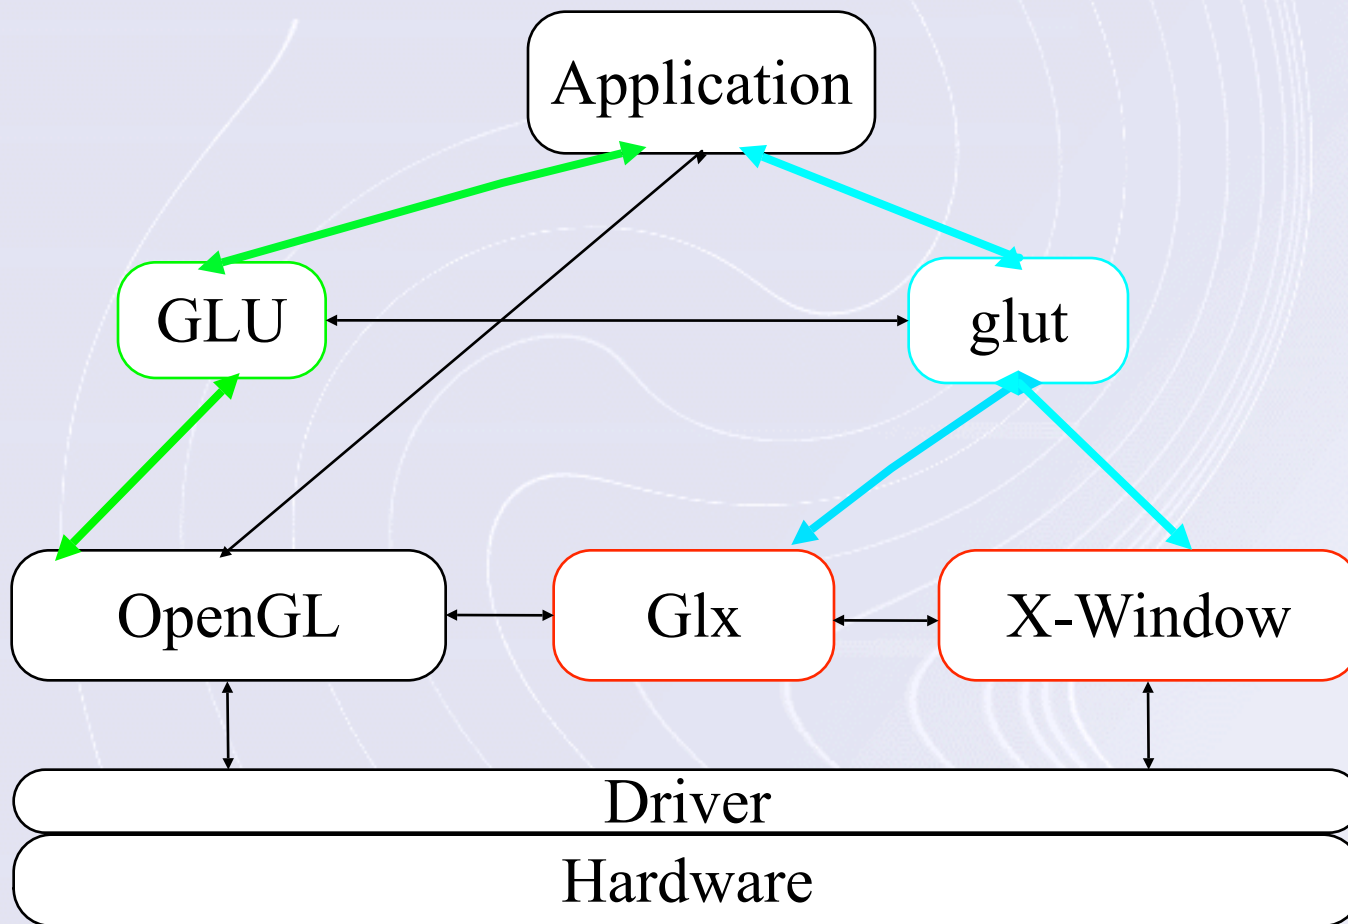 Application
GLU
glut
OpenGL
Glx
X-Window
Driver
Hardware